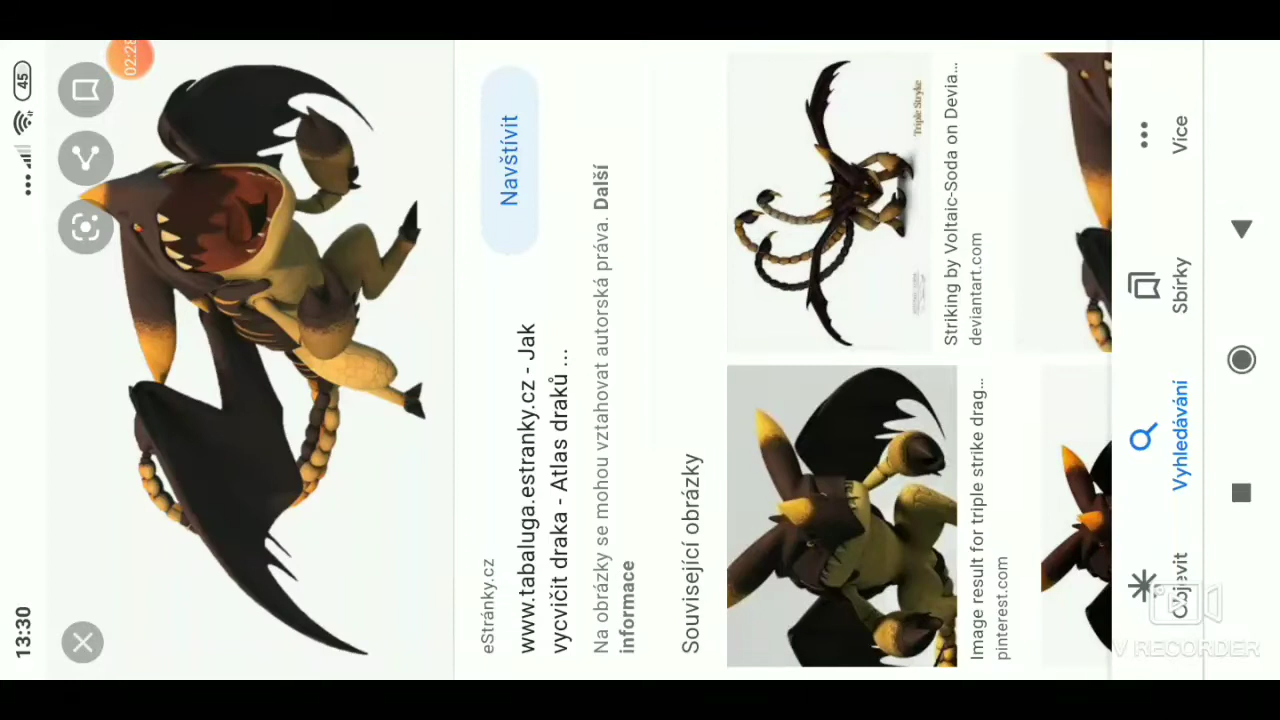 13:30
45
02:28
eStránky.cz
www.tabaluga.estranky.cz - Jak
vycvičit draka - Atlas draků ...
Navštívit
Na obrázky se mohou vztahovat autorská práva. Další
informace
Související obrázky
Triple Stryke
Image result for triple strike drag...
pinterest.com
Striking by Voltaic-Soda on Devia...
deviantart.com
Objevit
Vyhledávání
Sbírky
Více
V RECORDER